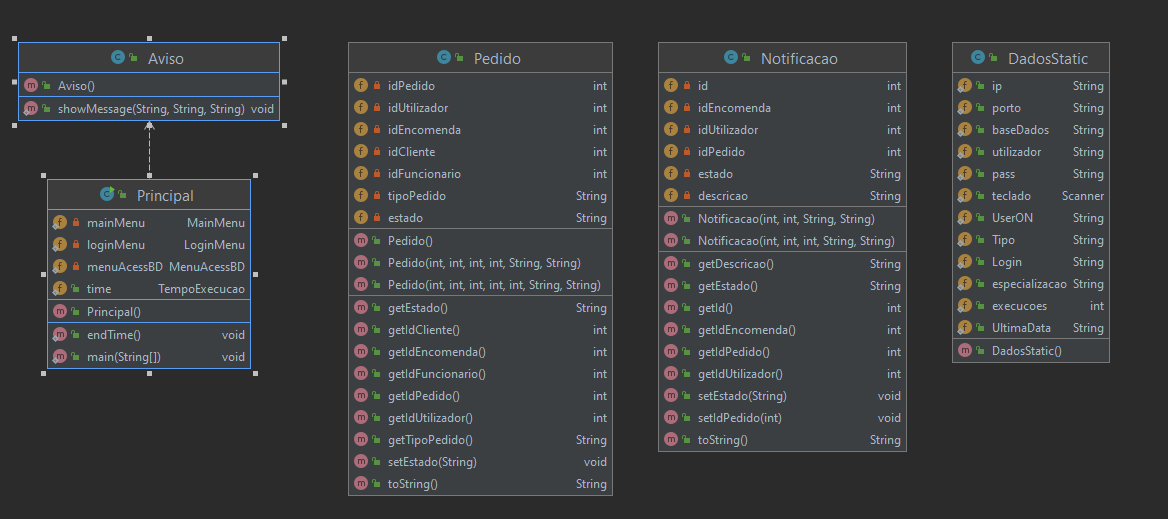 Aviso
Aviso()
showMessage(String, String, String) void
Principal
mainMenu MainMenu
loginMenu LoginMenu
menuAcessBD MenuAcessBD
time TempoExecucao
Principal()
endTime() void
main(String[]) void
Pedido
idPedido int
idUtilizador int
idEncomenda int
idCliente int
idFuncionario int
tipoPedido String
estado String
Pedido()
Pedido(int, int, int, int, String, String)
Pedido(int, int, int, int, int, String, String)
getEstado() String
getIdCliente() int
getIdEncomenda() int
getIdFuncionario() int
getIdPedido() int
getIdUtilizador() int
getTipoPedido() String
setEstado(String) void
toString() String
Notificacao
id int
idEncomenda int
idUtilizador int
idPedido int
estado String
descricao String
Notificacao(int, int, String, String)
Notificacao(int, int, int, String, String)
getDescricao() String
getEstado() String
getId() int
getIdEncomenda() int
getIdPedido() int
getIdUtilizador() int
setEstado(String) void
setIdPedido(int) void
toString() String
DadosStatic
ip String
porto String
baseDados String
utilizador String
pass String
teclado Scanner
UserON String
Tipo String
Login String
especializacao String
execucoes int
UltimaData String
DadosStatic()